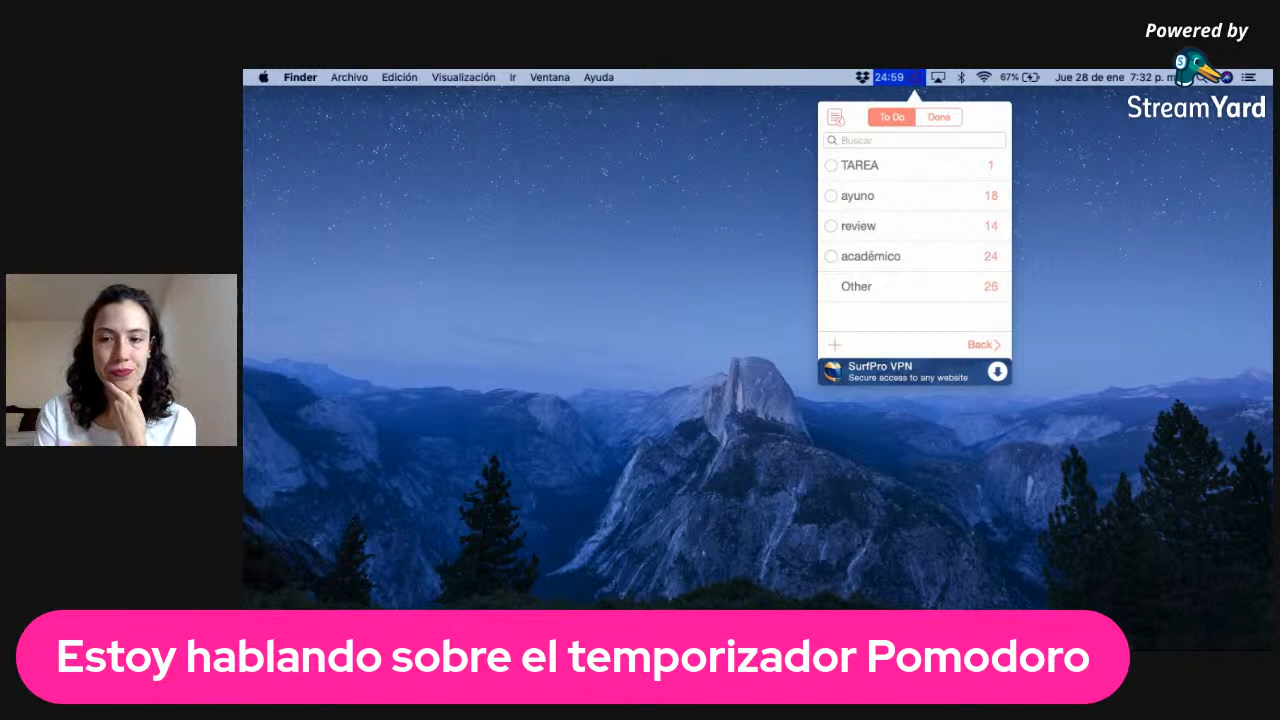 Powered by
StreamYard
Finder Archivo Edición Visualización Ir Ventana Ayuda 24:59 67% Jue 28 de ene 7:32 p. m
To Do Done
Buscar
TAREA 1
ayuno 18
review 14
académico 24
Other 26
+ Back
SurfPro VPN
Secure access to any website
Estoy hablando sobre el temporizador Pomodoro